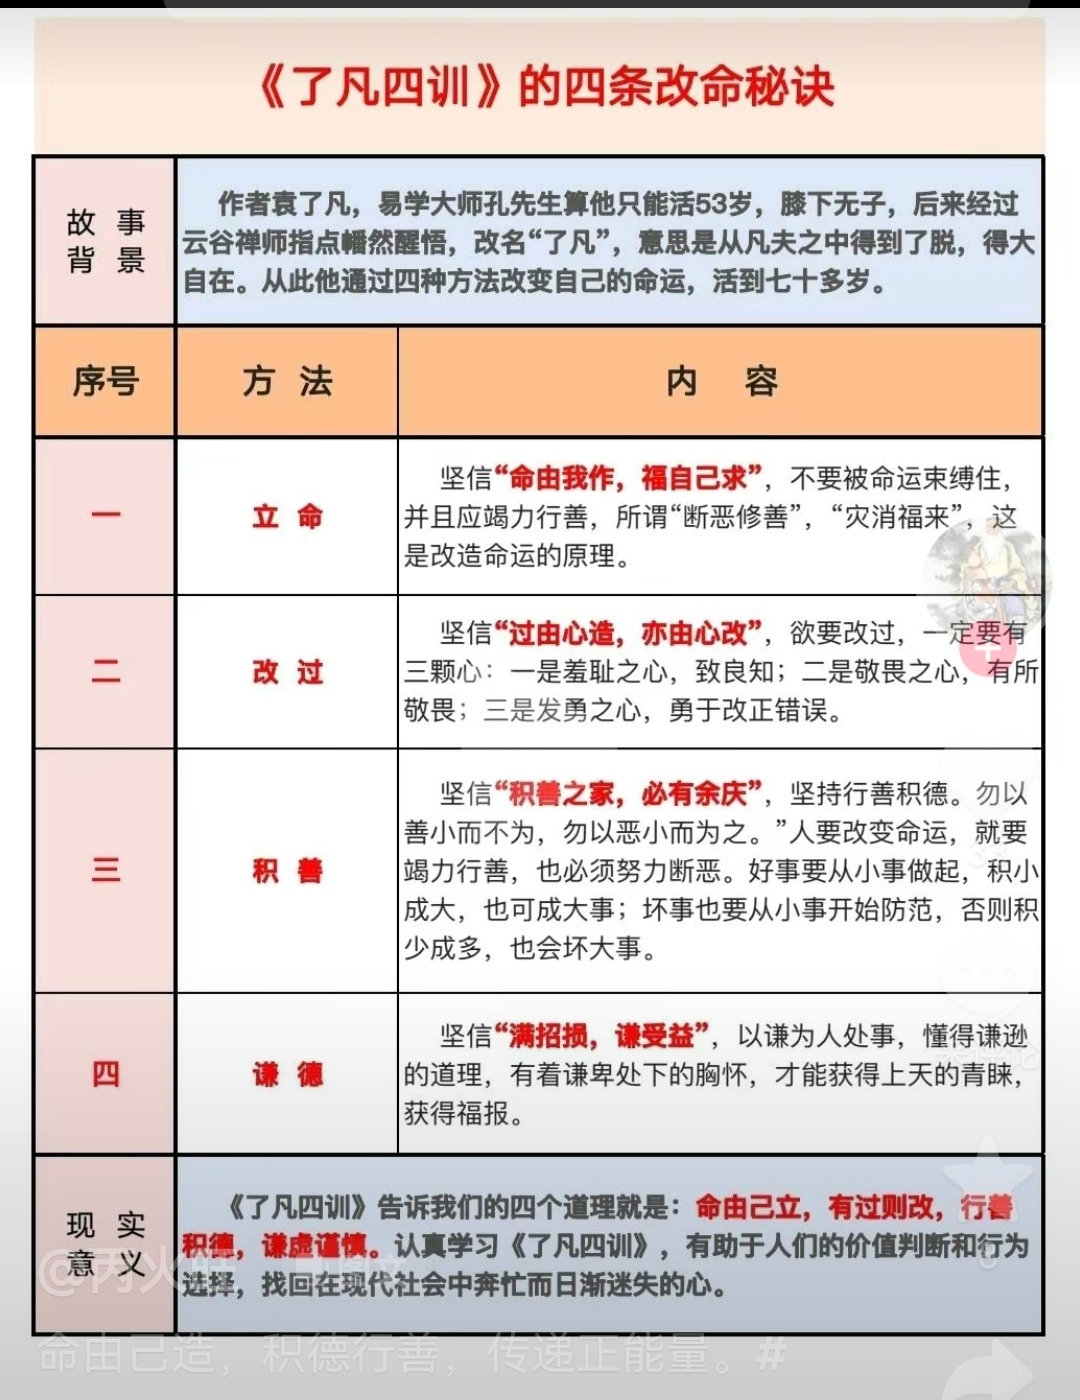 《了凡四训》的四条改命秘诀
故 事
背 景
作者袁了凡，易学大师孔先生算他只能活53岁，膝下无子，后来经过
云谷禅师指点幡然醒悟，改名“了凡”，意思是从凡夫之中得到了脱，得大
自在。从此他通过四种方法改变自己的命运，活到七十多岁。
序号
方 法
内 容
一
立 命
坚信“命由我作，福自己求”，不要被命运束缚住，
并且应竭力行善，所谓“断恶修善”，“灾消福来”，这
是改造命运的原理。
二
改 过
坚信“过由心造，亦由心改”，欲要改过，一定要有
三颗心：一是羞耻之心，致良知；二是敬畏之心，有所
敬畏；三是发勇之心，勇于改正错误。
三
积 善
坚信“积善之家，必有余庆”，坚持行善积德。勿以
善小而不为，勿以恶小而为之。”人要改变命运，就要
竭力行善，也必须努力断恶。好事要从小事做起，积小
成大，也可成大事；坏事也要从小事开始防范，否则积
少成多，也会坏大事。
四
谦 德
坚信“满招损，谦受益”，以谦为人处事，懂得谦逊
的道理，有着谦卑处下的胸怀，才能获得上天的青睐，
获得福报。
现 实
意 义
《了凡四训》告诉我们的四个道理就是：命由己立，有过则改，行善
积德，谦虚谨慎。认真学习《了凡四训》，有助于人们的价值判断和行为
选择，找回在现代社会中奔忙而日渐迷失的心。
命由己造，积德行善，传递正能量。#